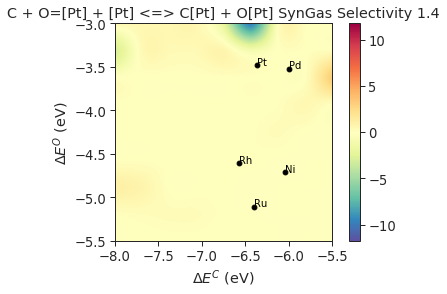 C + O=[Pt] + [Pt] <=> C[Pt] + O[Pt] SynGas Selectivity 1.4
−3.0
−3.5
−4.0
−4.5
−5.0
−5.5
ΔE^O (eV)
Pt
Pd
Rh
Ni
Ru
−8.0 −7.5 −7.0 −6.5 −6.0 −5.5
ΔE^C (eV)
10
5
0
−5
−10